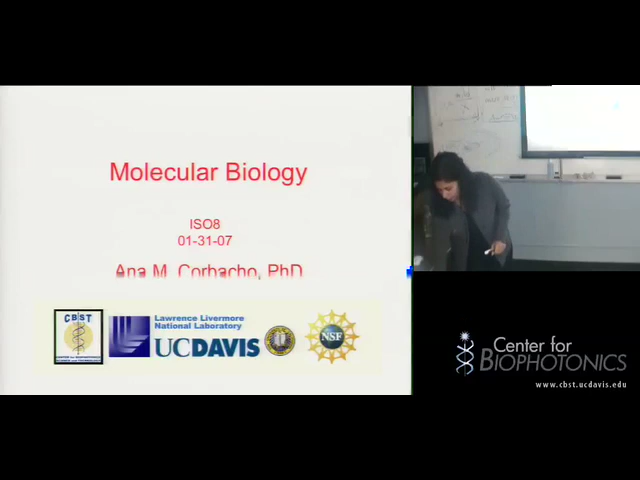 Molecular Biology
ISO8
01-31-07
Ana M. Corbacho, PhD
CBST
Lawrence Livermore
National Laboratory
UCDAVIS
NSF
Center for
BIOPHOTONICS
www.cbst.ucdavis.edu